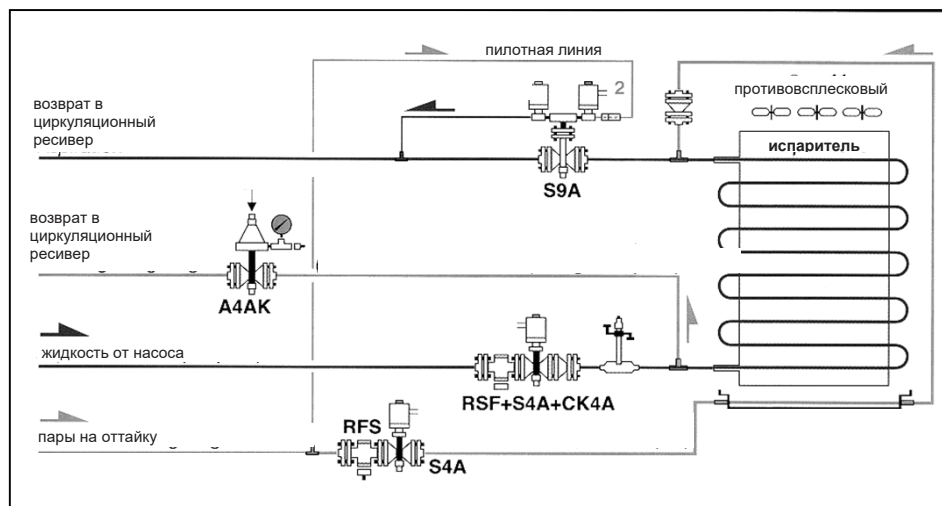 пилотная линия
2
противовсплесковый
возврат в
циркуляционный
ресивер
испаритель
S9A
возврат в
циркуляционный
ресивер
A4AK
жидкость от насоса
RSF+S4A+CK4A
RFS
пары на оттайку
S4A